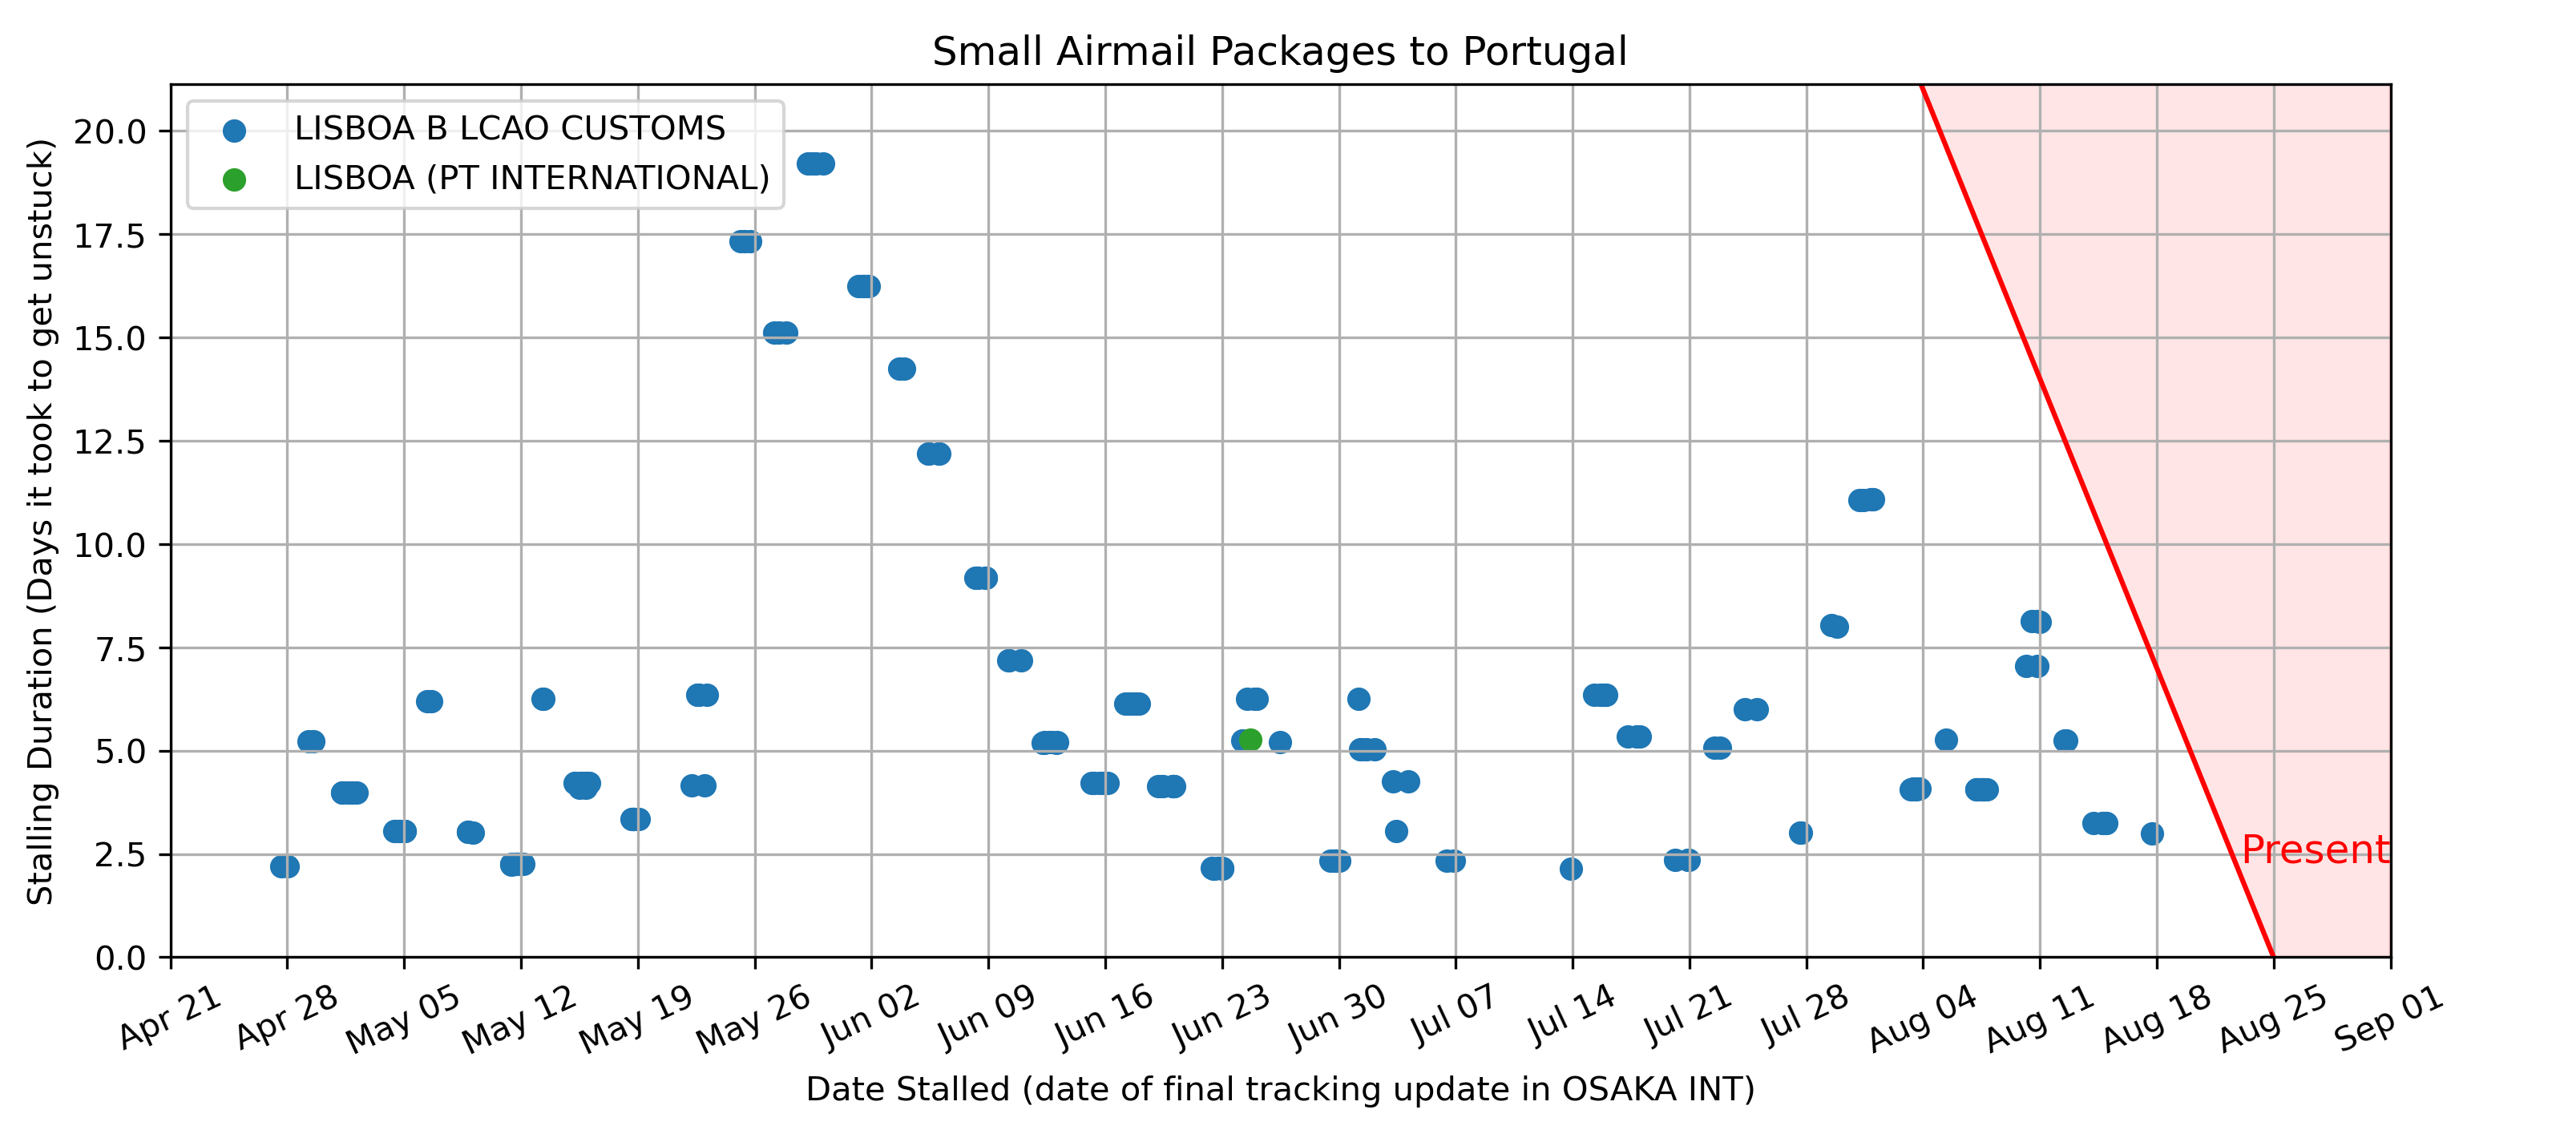 Small Airmail Packages to Portugal
LISBOA B LCAO CUSTOMS
LISBOA (PT INTERNATIONAL)
Stalling Duration (Days it took to get unstuck)
20.0
17.5
15.0
12.5
10.0
7.5
5.0
2.5
0.0
Present
Apr 21
Apr 28
May 05
May 12
May 19
May 26
Jun 02
Jun 09
Jun 16
Jun 23
Jun 30
Jul 07
Jul 14
Jul 21
Jul 28
Aug 04
Aug 11
Aug 18
Aug 25
Sep 01
Date Stalled (date of final tracking update in OSAKA INT)